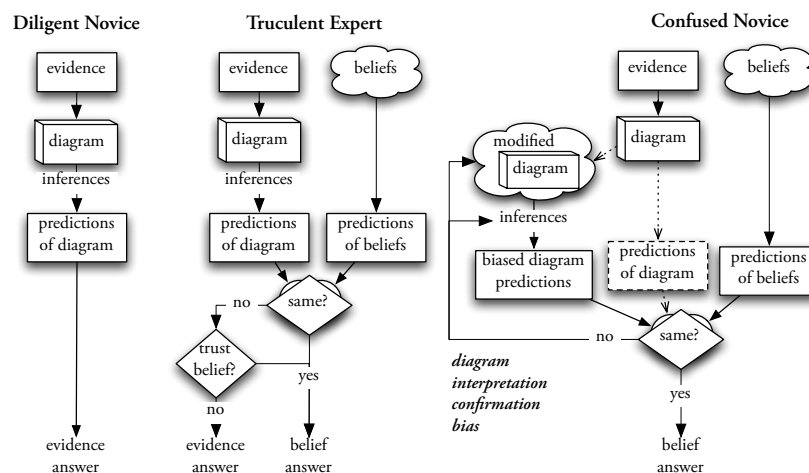 Diligent Novice
evidence
diagram
inferences
predictions
of diagram
evidence
answer
Truculent Expert
evidence
beliefs
diagram
inferences
predictions
of diagram
predictions
of beliefs
same?
no
trust
belief?
yes
no
evidence
answer
belief
answer
Confused Novice
evidence
beliefs
modified
diagram
diagram
inferences
biased diagram
predictions
predictions
of diagram
predictions
of beliefs
same?
no
diagram
interpretation
confirmation
bias
yes
belief
answer